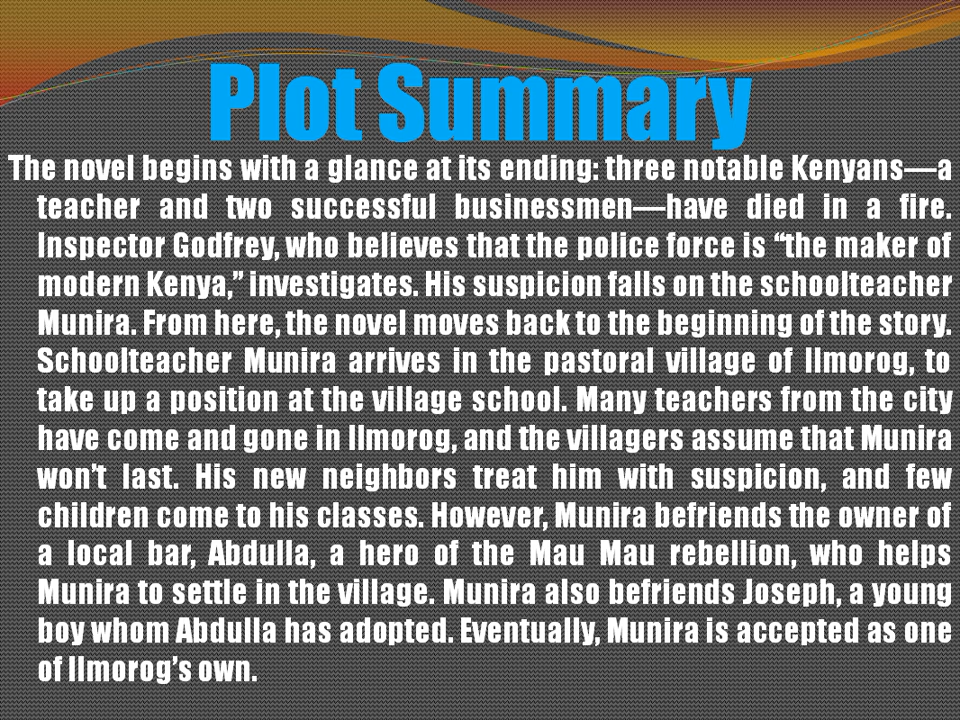 Plot Summary
The novel begins with a glance at its ending: three notable Kenyans—a
teacher and two successful businessmen—have died in a fire.
Inspector Godfrey, who believes that the police force is “the maker of
modern Kenya,” investigates. His suspicion falls on the schoolteacher
Munira. From here, the novel moves back to the beginning of the story.
Schoolteacher Munira arrives in the pastoral village of Ilmorog, to
take up a position at the village school. Many teachers from the city
have come and gone in Ilmorog, and the villagers assume that Munira
won’t last. His new neighbors treat him with suspicion, and few
children come to his classes. However, Munira befriends the owner of
a local bar, Abdulla, a hero of the Mau Mau rebellion, who helps
Munira to settle in the village. Munira also befriends Joseph, a young
boy whom Abdulla has adopted. Eventually, Munira is accepted as one
of Ilmorog’s own.